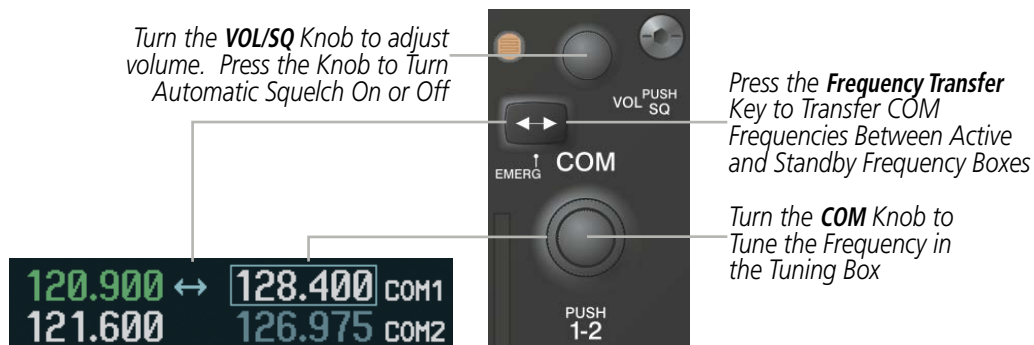 Turn the VOL/SQ Knob to adjust
volume. Press the Knob to Turn
Automatic Squelch On or Off
VOL PUSH
SQ
EMERG
COM
PUSH
1-2
Press the Frequency Transfer
Key to Transfer COM
Frequencies Between Active
and Standby Frequency Boxes
Turn the COM Knob to
Tune the Frequency in
the Tuning Box
120.900 ↔ 128.400 COM1
121.600 126.975 COM2